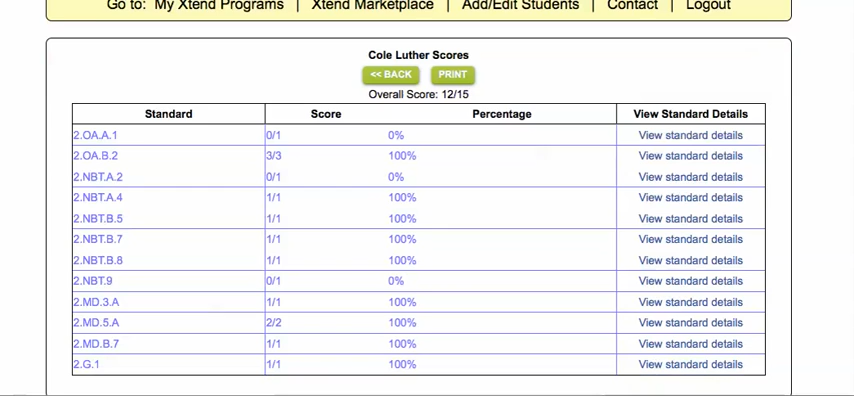 Go to: My Xtend Programs | Xtend Marketplace | Add/Edit Students | Contact | Logout
Cole Luther Scores
<< BACK PRINT
Overall Score: 12/15
Standard Score Percentage View Standard Details
2.OA.A.1 0/1 0% View standard details
2.OA.B.2 3/3 100% View standard details
2.NBT.A.2 0/1 0% View standard details
2.NBT.A.4 1/1 100% View standard details
2.NBT.B.5 1/1 100% View standard details
2.NBT.B.7 1/1 100% View standard details
2.NBT.B.8 1/1 100% View standard details
2.NBT.9 0/1 0% View standard details
2.MD.3.A 1/1 100% View standard details
2.MD.5.A 2/2 100% View standard details
2.MD.B.7 1/1 100% View standard details
2.G.1 1/1 100% View standard details